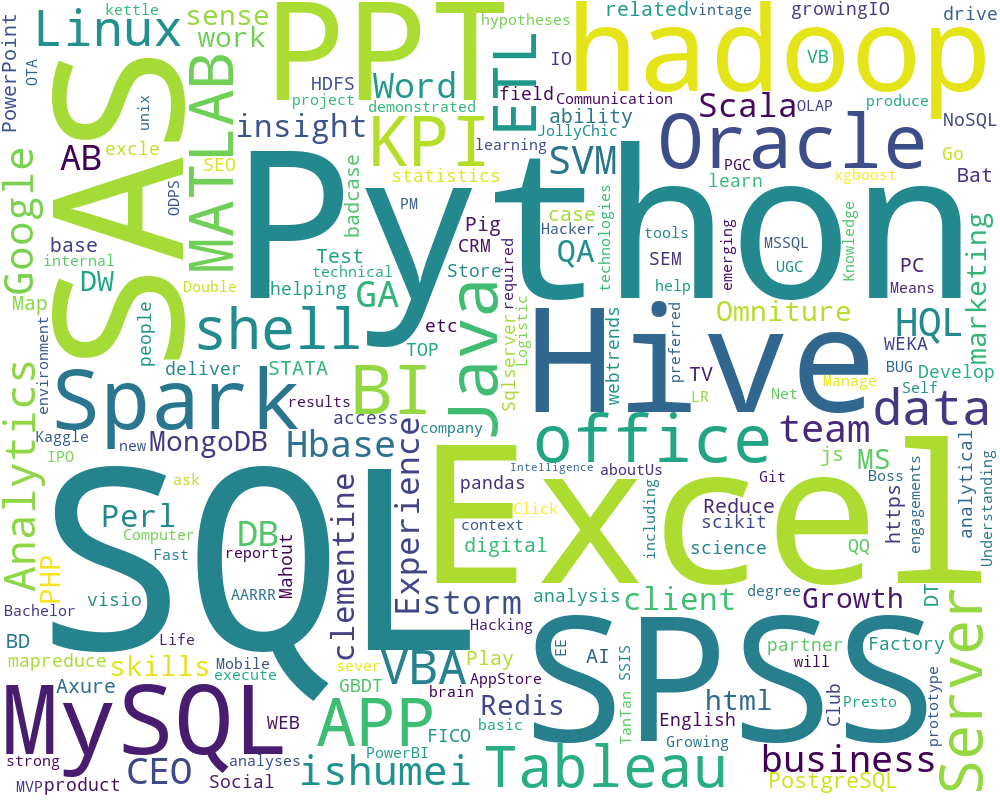 kettle
Linux
sense
work
PPT
hypotheses
related
vintage
growingIO
drive
PowerPoint
OTA
unix
SAS
MATLAB
HDFS
project
Word
demonstrated
ETL
IO
hadoop
VB
field
Communication
ability
JollyChic
learning
Scala
OLAP
produce
NoSQL
AB
excle
SEO
insight
KPI
statistics
SVM
Oracle
PGC
xgboost
learn
Go
Bat
Google
ODPS
badcase
PM
Python
Pig
case
Hacker
QA
technologies
tools
SEM
help
emerging
MSSQL
UGC
Knowledge
PC
Means
marketing
base
internal
DW
Double
Map
Test
technical
helping
GA
CRM
Store
required
people
shell
etc
TOP
Java
Sqlserver
Logistic
Hive
webtrends
preferred
Omniture
HQL
WEKA
BUG
Develop
Self
TV
LR
Net
Manage
environment
deliver
STATA
Spark
results
BI
access
company
data
Analytics
Kaggle
IPO
new
MongoDB
Hbase
Experience
office
team
js
MS
Boss
https
engagements
analytical
Understanding
SQL
ask
Perl
Computer
Fast
DB
report
AARRR
Mahout
clementine
Excel
Intelligence
aboutUs
pandas
Click
context
digital
including
Git
Reduce
scikit
science
QQ
PHP
Bachelor
visio
Life
BD
mapreduce
skills
Mobile
execute
Axure
Estorm
Hacking
analysis
client
degree
Growth
DT
Server
sever
VBA
Play
AppStore
GBDT
brain
SPSS
EE
AI
SSIS
partner
will
Factory
html
Club
Presto
prototype
MySQL
WEB
strong
MVP
product
CEO
analyses
Social
APP
FICO
PowerBI
ishumei
Redis
basic
Tableau
TanTan
English
Growing
business
PostgreSQL